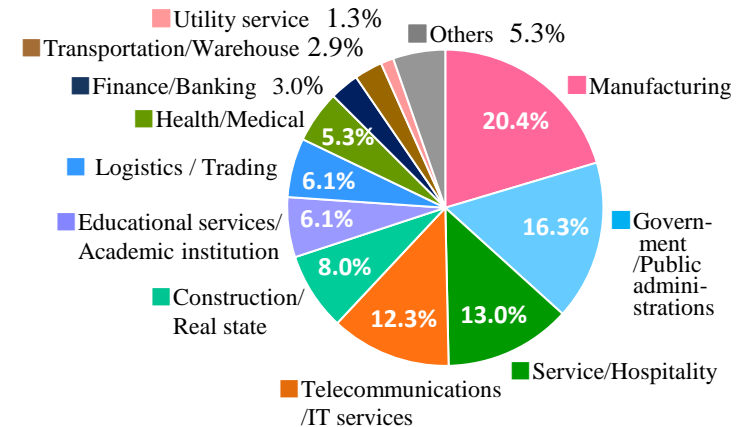 Utility service 1.3%
Others 5.3%
Transportation/Warehouse 2.9%
Finance/Banking 3.0%
Manufacturing
Health/Medical
20.4%
5.3%
Logistics / Trading
6.1%
Educational services/
Academic institution
6.1%
16.3%
Govern-
ment
/Public
admini-
strations
8.0%
Construction/
Real state
12.3%
13.0%
Service/Hospitality
Telecommunications
/IT services